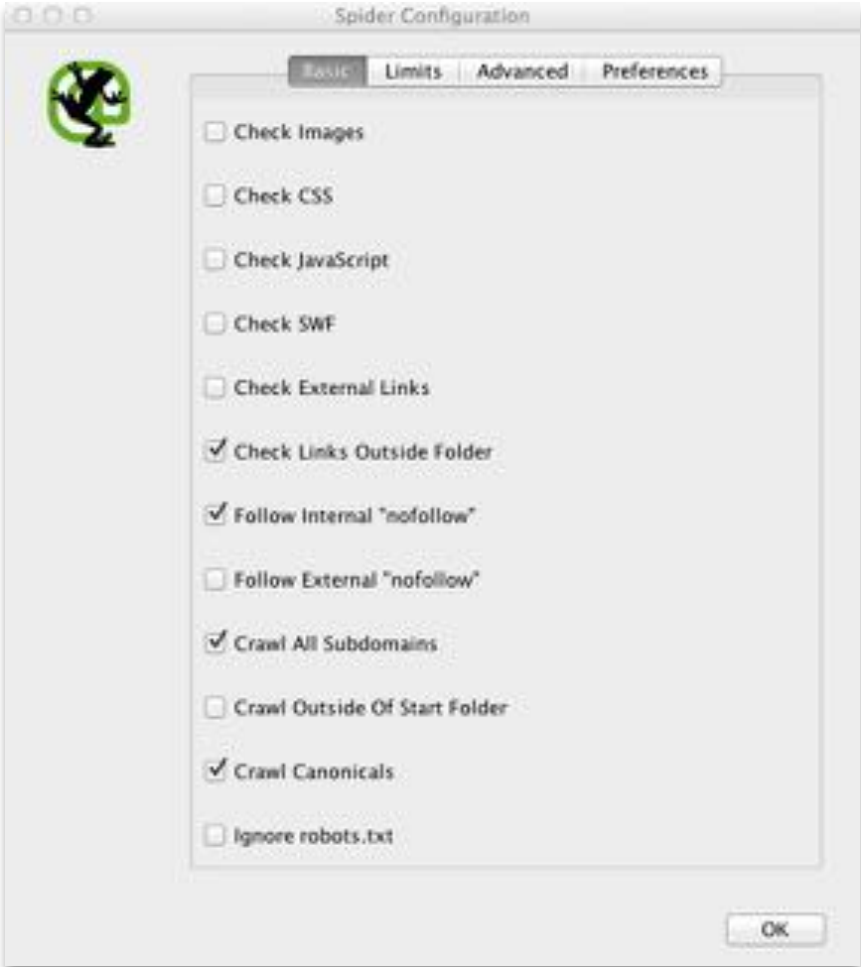 Spider Configuration
Basic Limits Advanced Preferences
Check Images
Check CSS
Check JavaScript
Check SWF
Check External Links
Check Links Outside Folder
Follow Internal "nofollow"
Follow External "nofollow"
Crawl All Subdomains
Crawl Outside Of Start Folder
Crawl Canonicals
Ignore robots.txt
OK